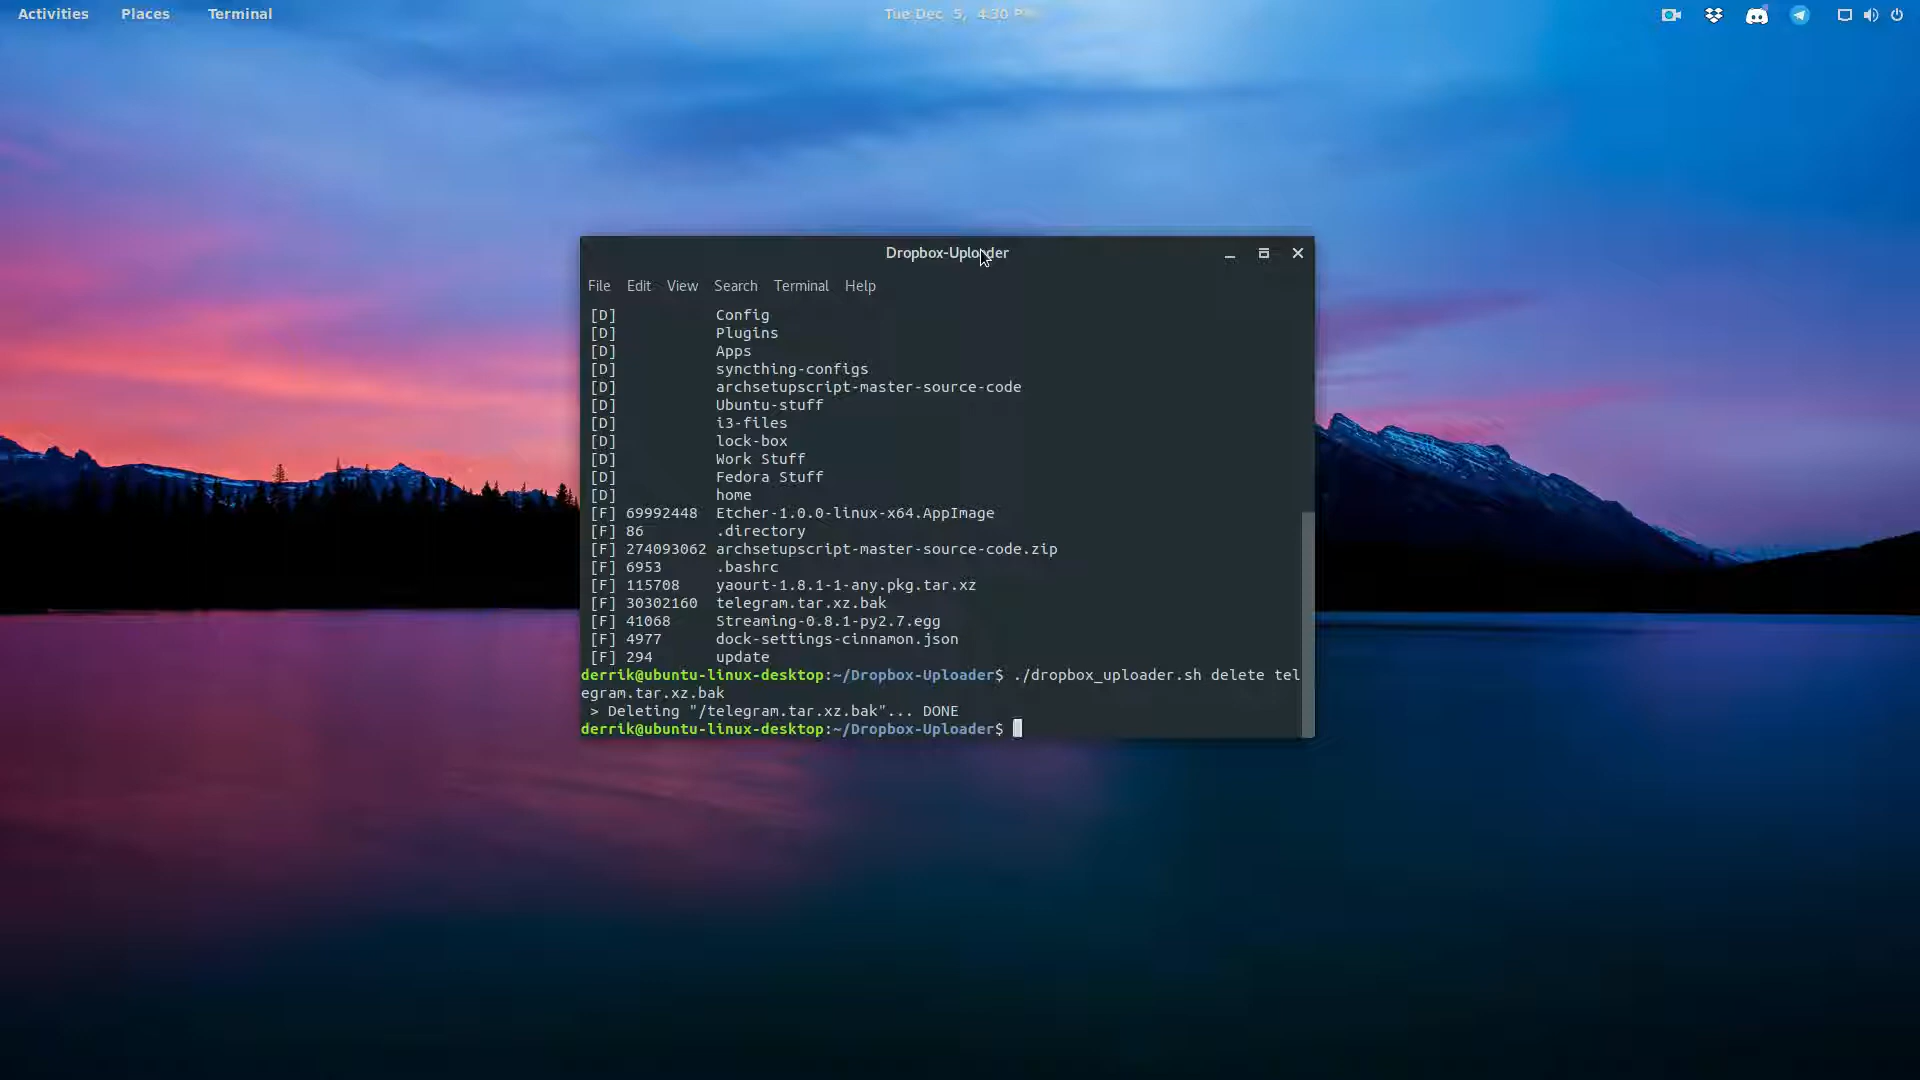 Activities Places Terminal Tue Dec 5, 4:30 PM
Dropbox-Uploader
File Edit View Search Terminal Help
[D] Config
[D] Plugins
[D] Apps
[D] syncthing-configs
[D] archsetupscript-master-source-code
[D] Ubuntu-stuff
[D] i3-files
[D] lock-box
[D] Work Stuff
[D] Fedora Stuff
[D] home
[F] 69992448 Etcher-1.0.0-linux-x64.AppImage
[F] 86 .directory
[F] 274093062 archsetupscript-master-source-code.zip
[F] 6953 .bashrc
[F] 115708 yaourt-1.8.1-1-any.pkg.tar.xz
[F] 30302160 telegram.tar.xz.bak
[F] 41068 Streaming-0.8.1-py2.7.egg
[F] 4977 dock-settings-cinnamon.json
[F] 294 update
derrik@ubuntu-linux-desktop:~/Dropbox-Uploader$ ./dropbox_uploader.sh delete tel
egram.tar.xz.bak
> Deleting "/telegram.tar.xz.bak"... DONE
derrik@ubuntu-linux-desktop:~/Dropbox-Uploader$